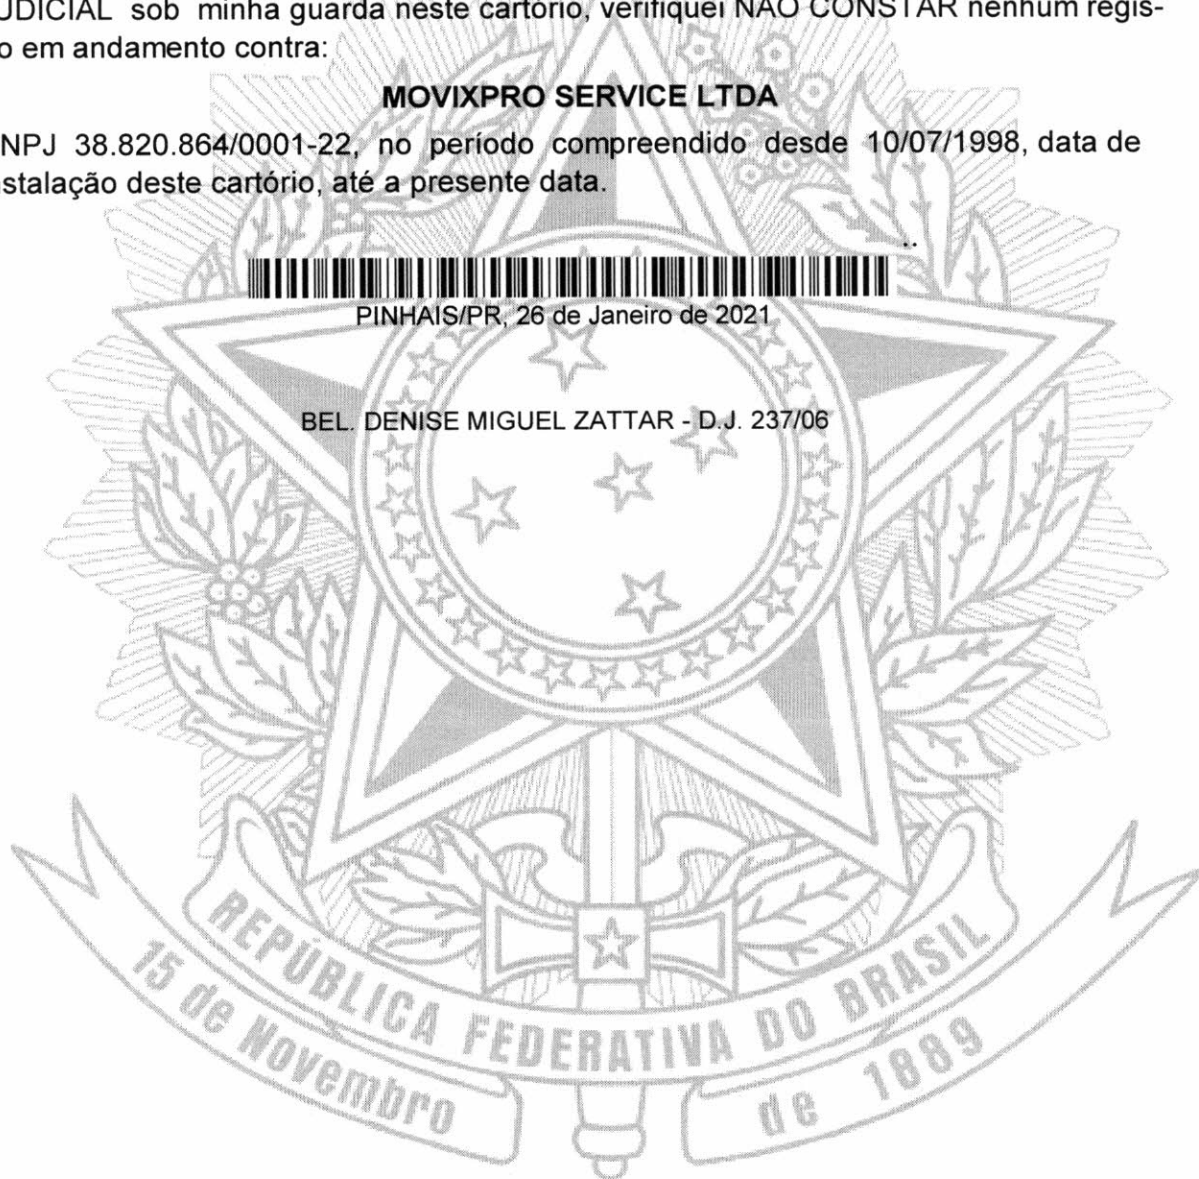 UDICIAL sob minha guarda neste cartório, verifiquei NAO CONSTAR nenhum regis-
o em andamento contra:
MOVIXPRO SERVICE LTDA
NPJ 38.820.864/0001-22, no período compreendido desde 10/07/1998, data de
nstalação deste cartório, até a presente data.
..
PINHAIS/PR, 26 de Janeiro de 2021
BEL. DENISE MIGUEL ZATTAR - D.J. 237/06
REPÚBLICA FEDERATIVA DO BRASIL
15 de Novembro de 1889